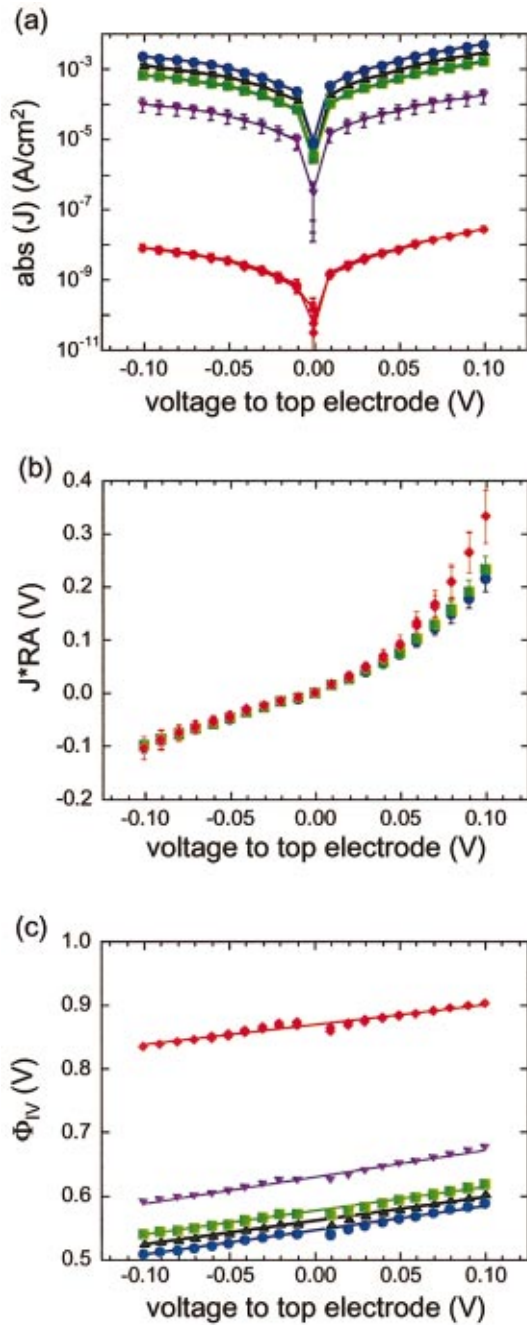 (a)
abs (J) (A/cm2)
10-3
10-5
10-7
10-9
10-11
-0.10 -0.05 0.00 0.05 0.10
voltage to top electrode (V)
(b)
J*RA (V)
0.4
0.3
0.2
0.1
0.0
-0.1
-0.2
-0.10 -0.05 0.00 0.05 0.10
voltage to top electrode (V)
(c)
ΦIV (V)
1.0
0.9
0.8
0.7
0.6
0.5
-0.10 -0.05 0.00 0.05 0.10
voltage to top electrode (V)